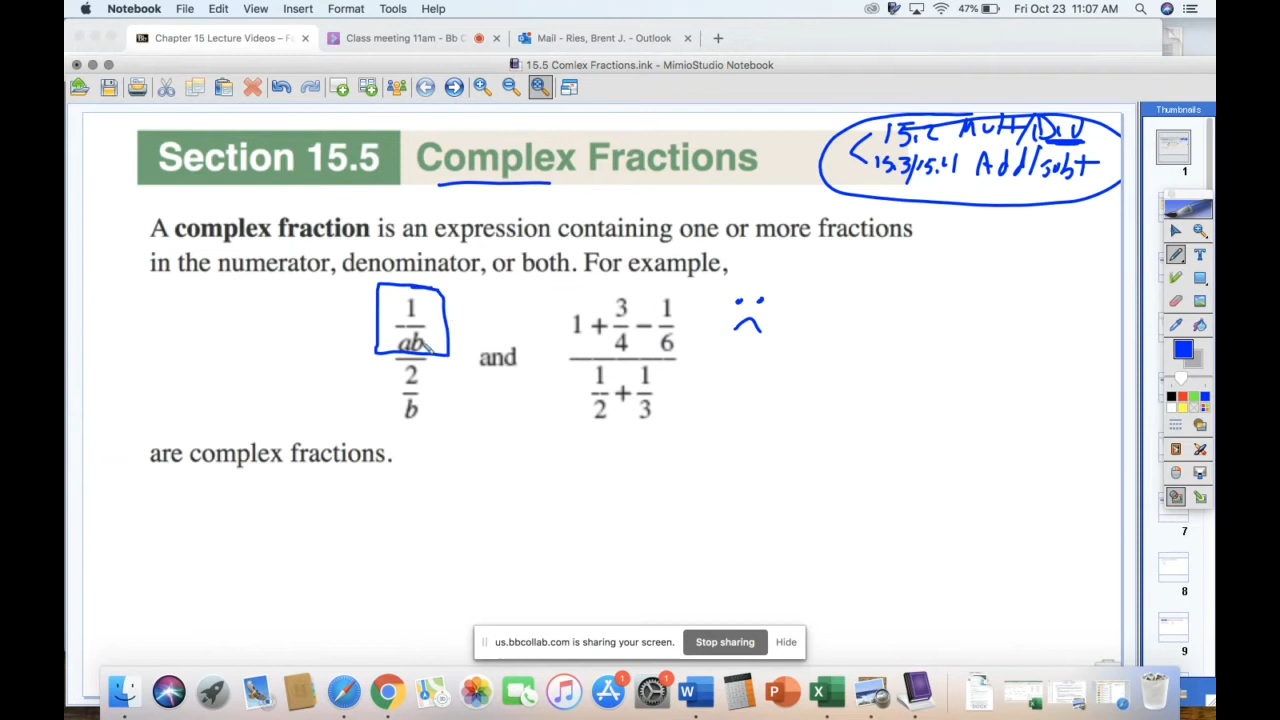 Notebook File Edit View Insert Format Tools Help 47% Fri Oct 23 11:07 AM
Bb Chapter 15 Lecture Videos – F Class meeting 11am - Bb C Mail - Ries, Brent J. - Outlook
15.5 Comlex Fractions.ink - MimioStudio Notebook
Thumbnails
15.2 Mult/Div
15.3/15.4 Add/subt
Section 15.5 Complex Fractions
A complex fraction is an expression containing one or more fractions
in the numerator, denominator, or both. For example,
1
ab
2
b
and
1 + 3/4 − 1/6
1/2 + 1/3
are complex fractions.
1
7
8
9
us.bbcollab.com is sharing your screen. Stop sharing Hide